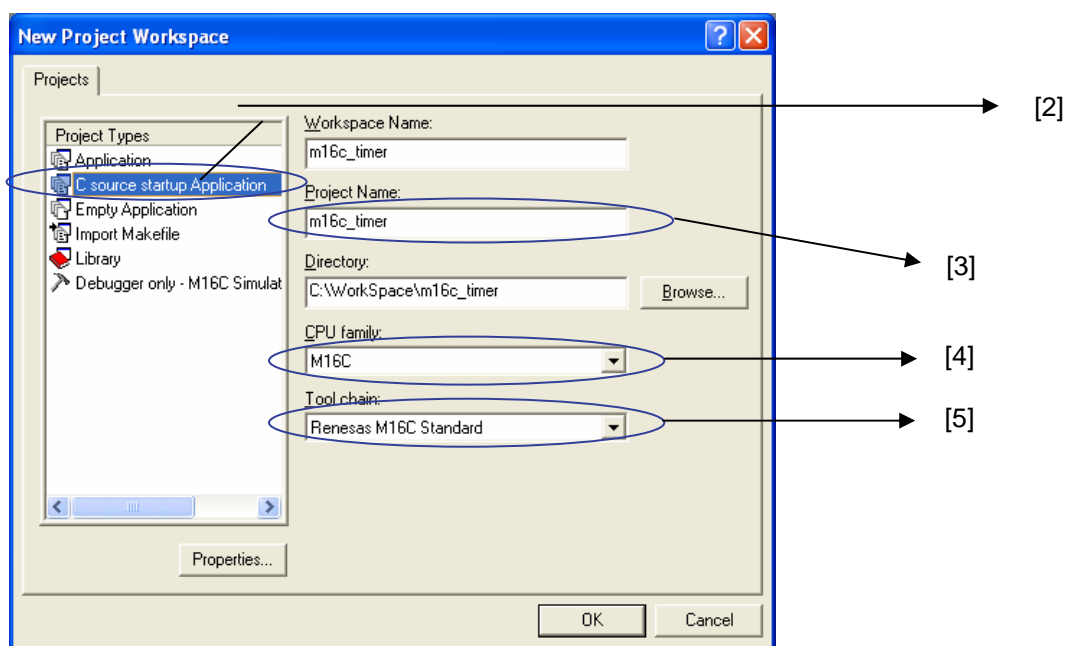 New Project Workspace
Projects
[2]
Project Types
Application
C source startup Application
Empty Application
Import Makefile
Library
Debugger only - M16C Simulat
Workspace Name:
m16c_timer
Project Name:
m16c_timer
[3]
Directory:
C:\WorkSpace\m16c_timer
Browse...
CPU family:
M16C
[4]
Tool chain:
Renesas M16C Standard
[5]
Properties...
OK
Cancel